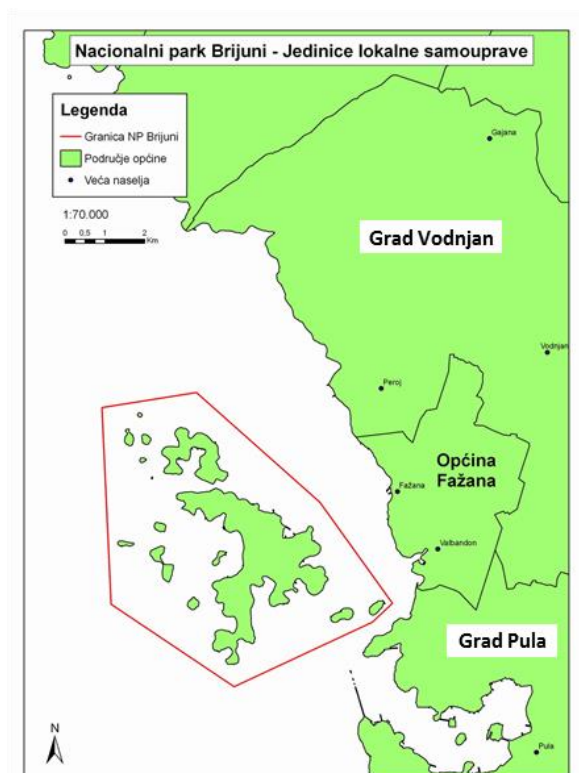 Nacionalni park Brijuni - Jedinice lokalne samouprave
Legenda
Granica NP Brijuni
Područje općine
Veća naselja
1:70.000
0 0,5 1 2
Km
Gajana
Grad Vodnjan
Vodnjan
Peroj
Općina
Fažana
Fažana
Valbandon
Grad Pula
N
Pula